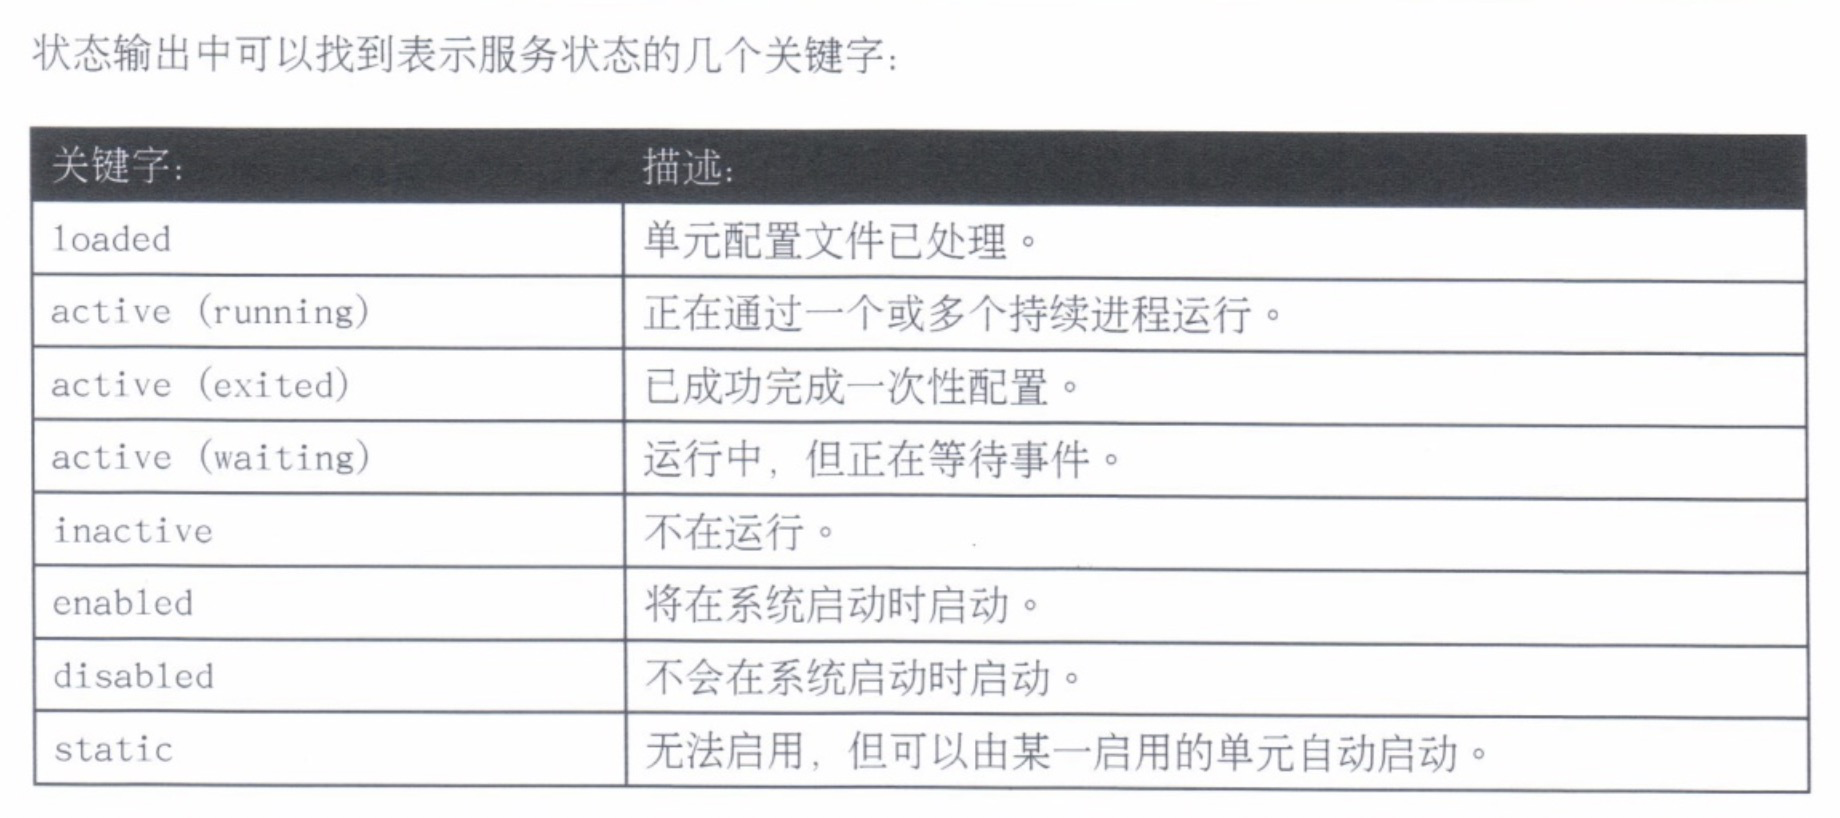 状态输出中可以找到表示服务状态的几个关键字:
关键字: 描述:
loaded 单元配置文件已处理。
active (running) 正在通过一个或多个持续进程运行。
active (exited) 已成功完成一次性配置。
active (waiting) 运行中，但正在等待事件。
inactive 不在运行。
enabled 将在系统启动时启动。
disabled 不会在系统启动时启动。
static 无法启用，但可以由某一启用的单元自动启动。